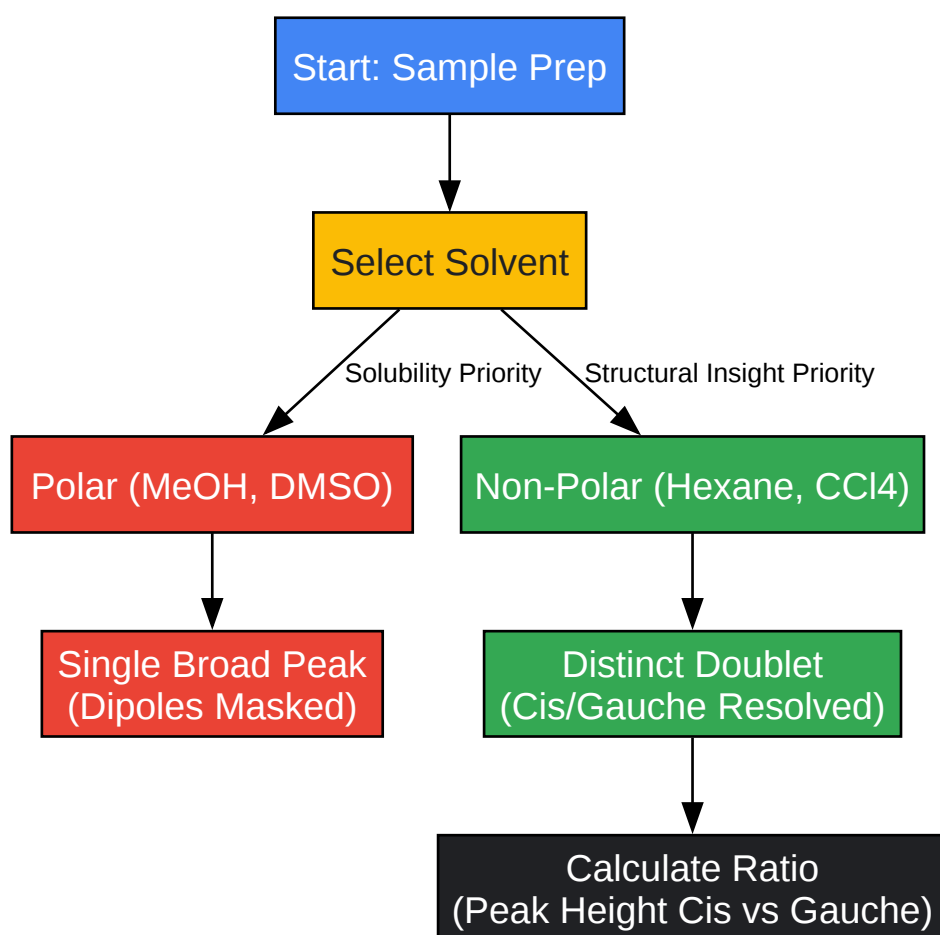 Start: Sample Prep
Select Solvent
Solubility Priority
Structural Insight Priority
Polar (MeOH, DMSO)
Non-Polar (Hexane, CCl4)
Single Broad Peak
(Dipoles Masked)
Distinct Doublet
(Cis/Gauche Resolved)
Calculate Ratio
(Peak Height Cis vs Gauche)